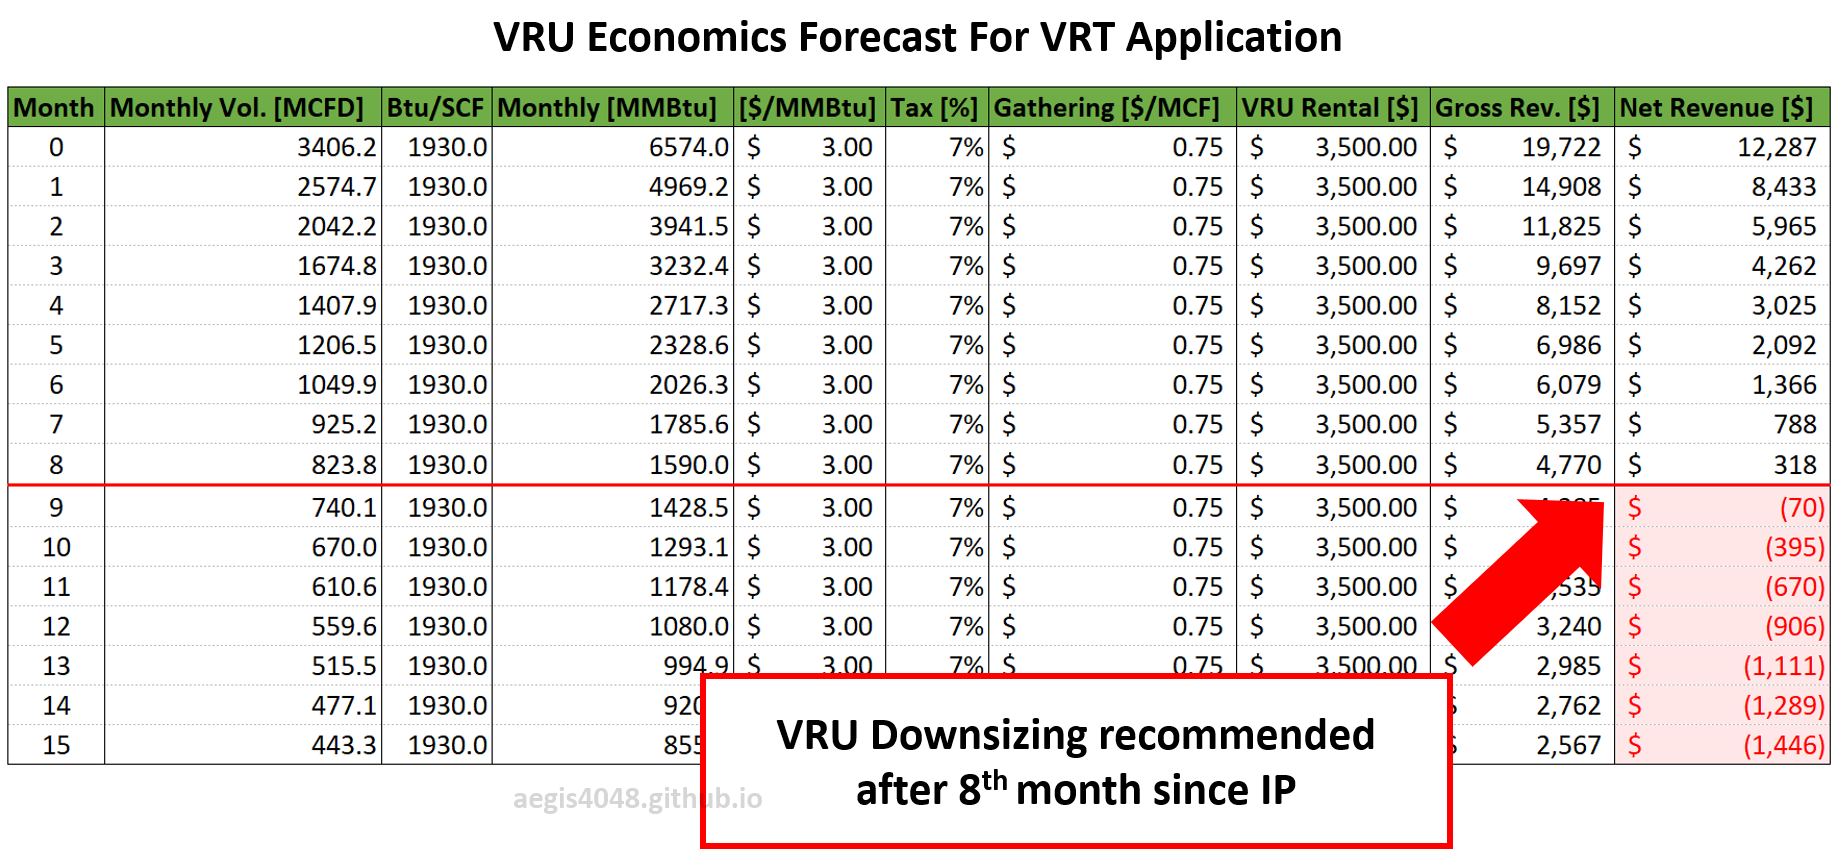 VRU Economics Forecast For VRT Application
Month Monthly Vol. [MCFD] Btu/SCF Monthly [MMBtu] [$/MMBtu] Tax [%] Gathering [$/MCF] VRU Rental [$] Gross Rev. [$] Net Revenue [$]
0 3406.2 1930.0 6574.0 $ 3.00 7% $ 0.75 $ 3,500.00 $ 19,722 $ 12,287
1 2574.7 1930.0 4969.2 $ 3.00 7% $ 0.75 $ 3,500.00 $ 14,908 $ 8,433
2 2042.2 1930.0 3941.5 $ 3.00 7% $ 0.75 $ 3,500.00 $ 11,825 $ 5,965
3 1674.8 1930.0 3232.4 $ 3.00 7% $ 0.75 $ 3,500.00 $ 9,697 $ 4,262
4 1407.9 1930.0 2717.3 $ 3.00 7% $ 0.75 $ 3,500.00 $ 8,152 $ 3,025
5 1206.5 1930.0 2328.6 $ 3.00 7% $ 0.75 $ 3,500.00 $ 6,986 $ 2,092
6 1049.9 1930.0 2026.3 $ 3.00 7% $ 0.75 $ 3,500.00 $ 6,079 $ 1,366
7 925.2 1930.0 1785.6 $ 3.00 7% $ 0.75 $ 3,500.00 $ 5,357 $ 788
8 823.8 1930.0 1590.0 $ 3.00 7% $ 0.75 $ 3,500.00 $ 4,770 $ 318
9 740.1 1930.0 1428.5 $ 3.00 7% $ 0.75 $ 3,500.00 $ $ (70)
10 670.0 1930.0 1293.1 $ 3.00 7% $ 0.75 $ 3,500.00 $ $ (395)
11 610.6 1930.0 1178.4 $ 3.00 7% $ 0.75 $ 3,500.00 $ (670)
12 559.6 1930.0 1080.0 $ 3.00 7% $ 0.75 $ 3,500.00 3,240 $ (906)
13 515.5 1930.0 994.9 $ 3.00 7% $ 0.75 $ 3,500.00 $ 2,985 $ (1,111)
14 477.1 1930.0 2,762 $ (1,289)
15 443.3 1930.0 2,567 $ (1,446)
VRU Downsizing recommended
after 8th month since IP
aegis4048.github.io